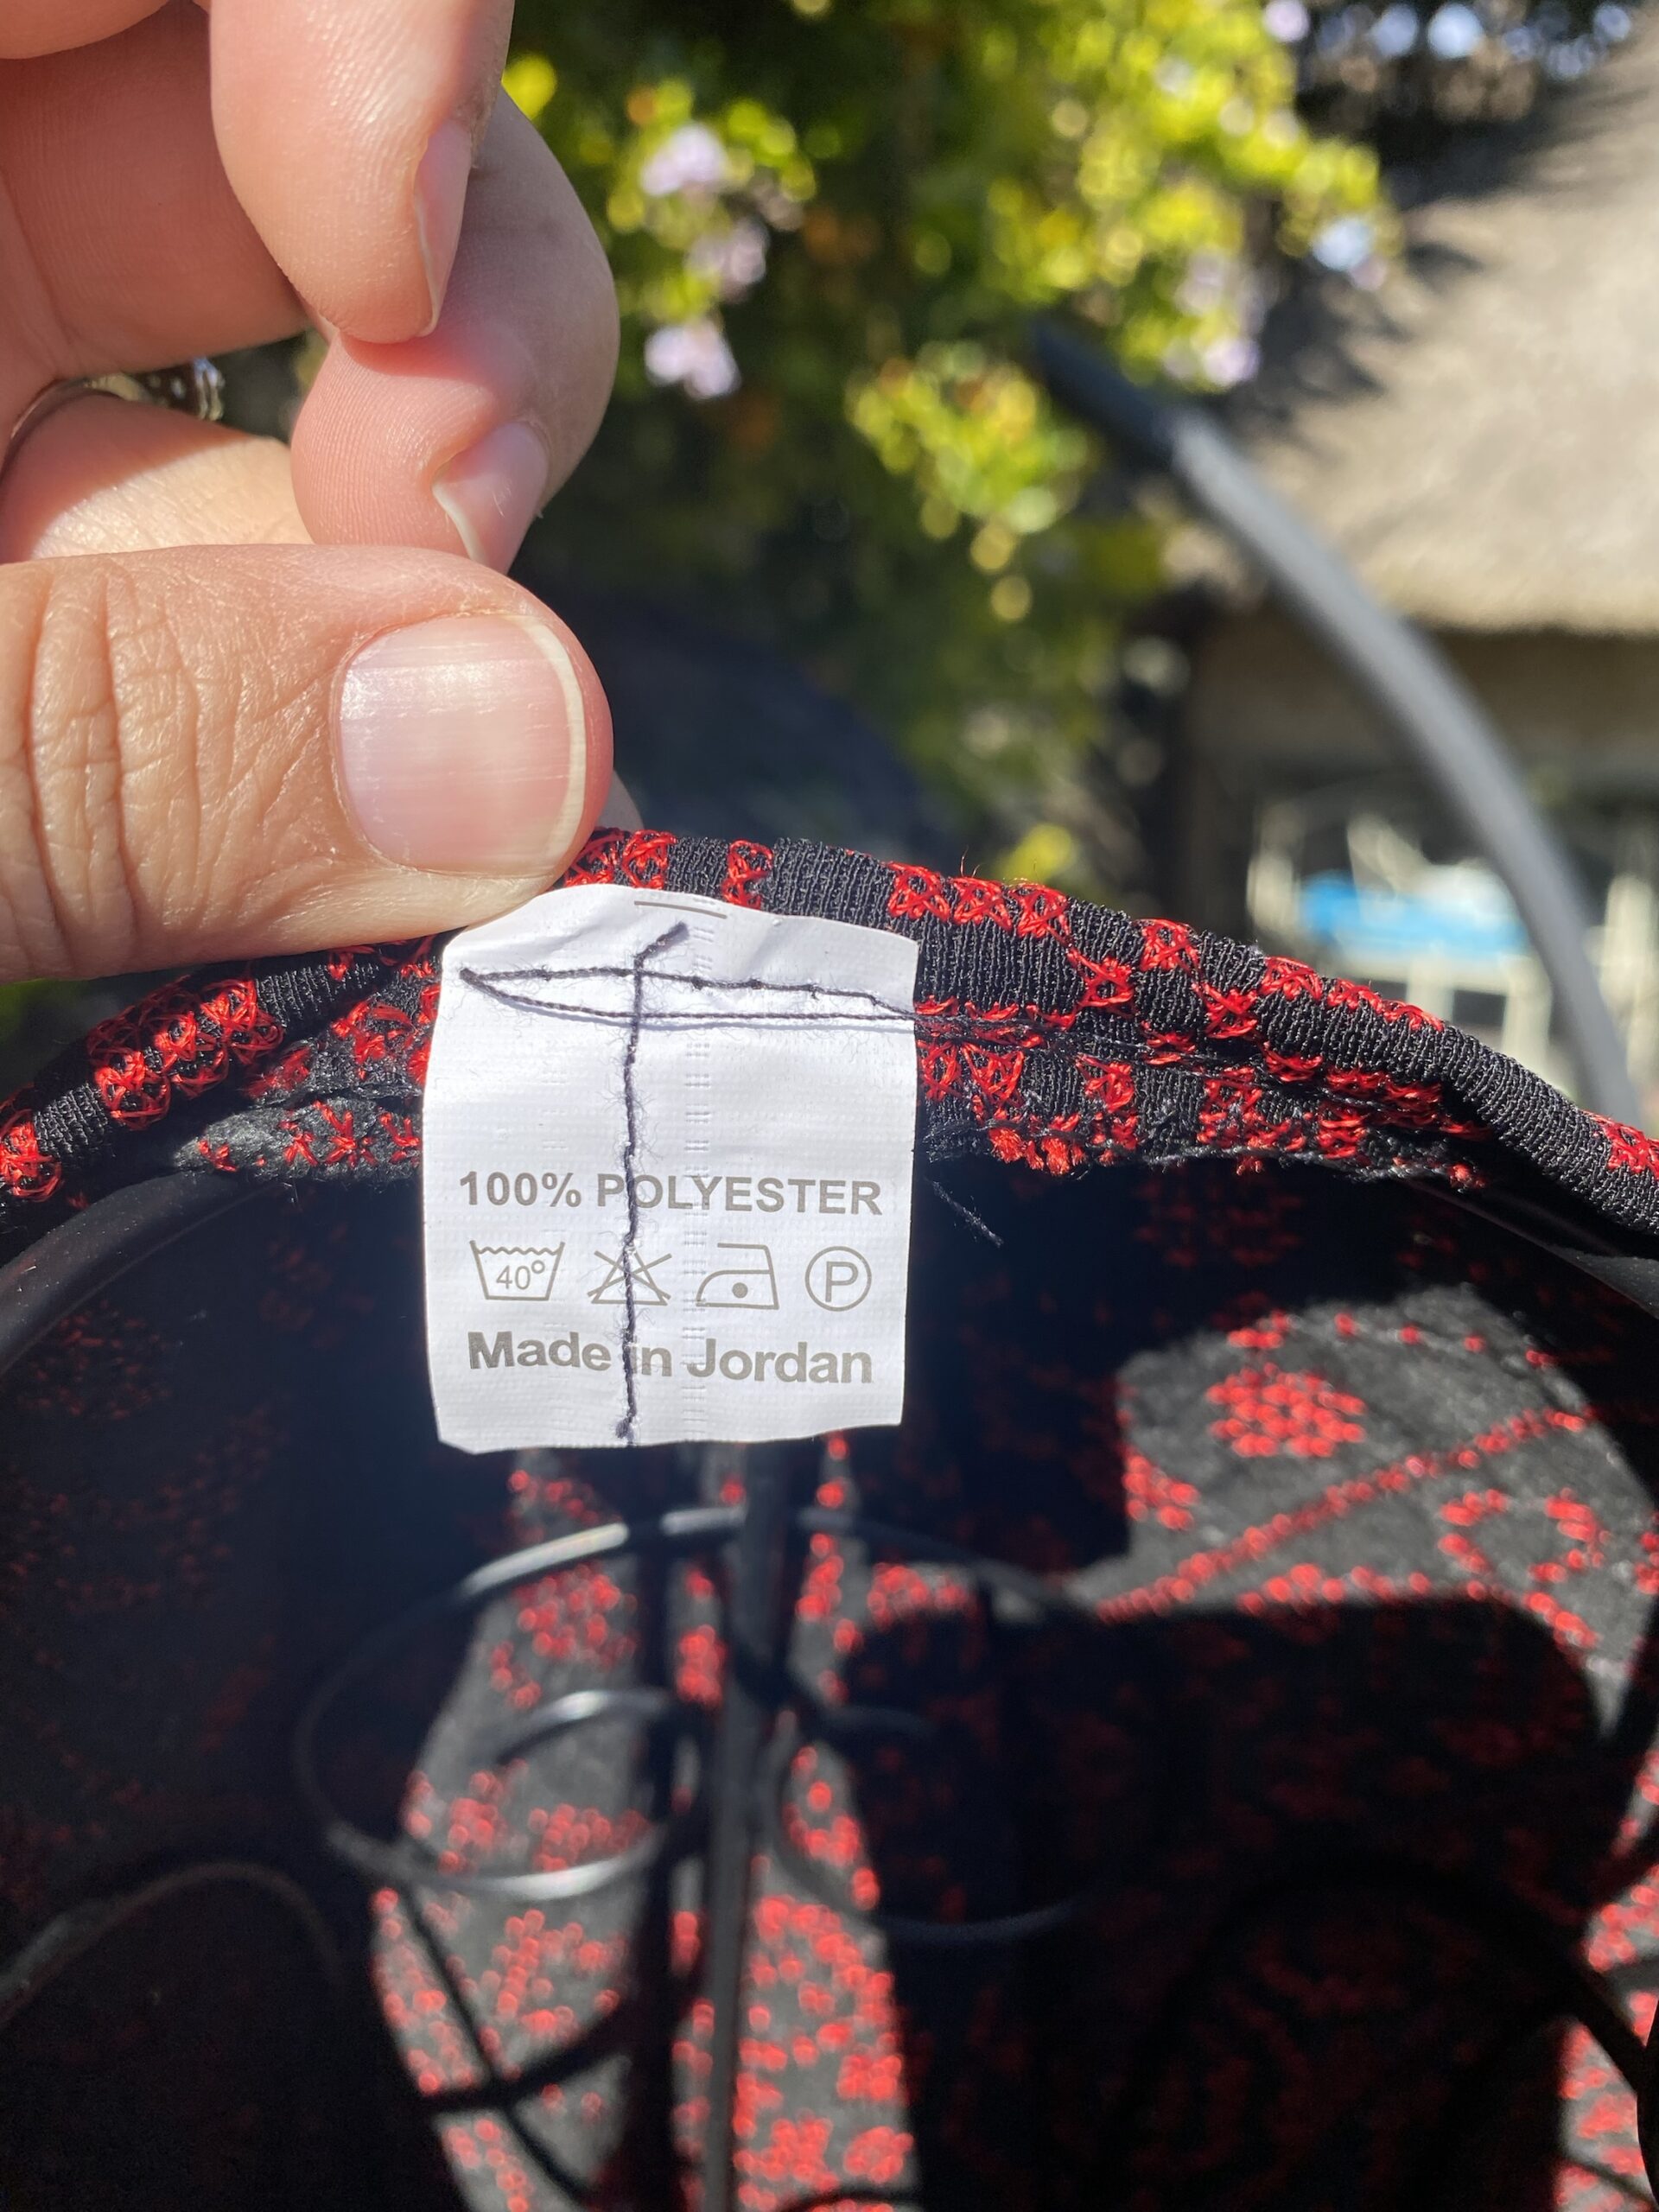 100% POLYESTER
40° P
Made in Jordan